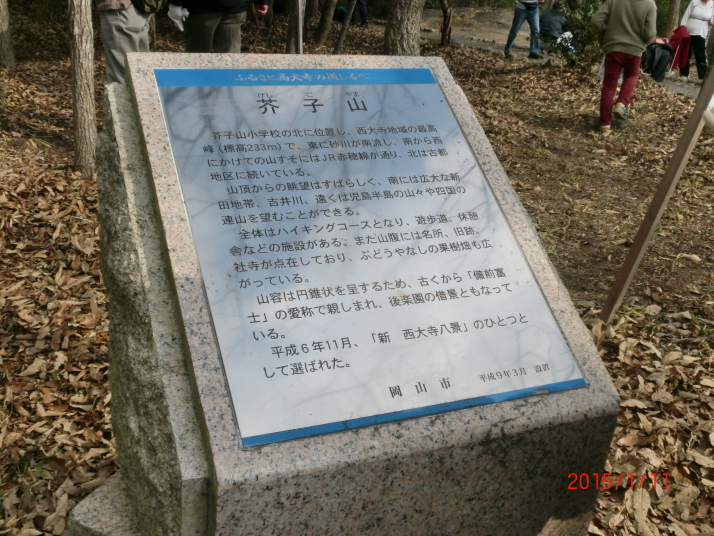 ふるさと西大寺の道しるべ
けしごやま
芥子山
芥子山小学校の北に位置し、西大寺地域の最高
峰(標高233m)で、東に砂川が南流し、南から西
にかけての山すそにはJR赤穂線が通り、北は古都
地区に続いている。
山頂からの眺望はすばらしく、南には広大な新
田地帯、吉井川、遠くは児島半島の山々や四国の
連山を望むことができる。
全体はハイキングコースとなり、遊歩道、休憩
舎などの施設がある。また山腹には名所、旧跡、
社寺が点在しており、ぶどうやなしの果樹畑も広
がっている。
山容は円錐状を呈するため、古くから「備前富
士」の愛称で親しまれ、後楽園の借景ともなって
いる。
平成6年11月、「新 西大寺八景」のひとつと
して選ばれた。
岡山市 平成9年3月 設置
2015/1/11